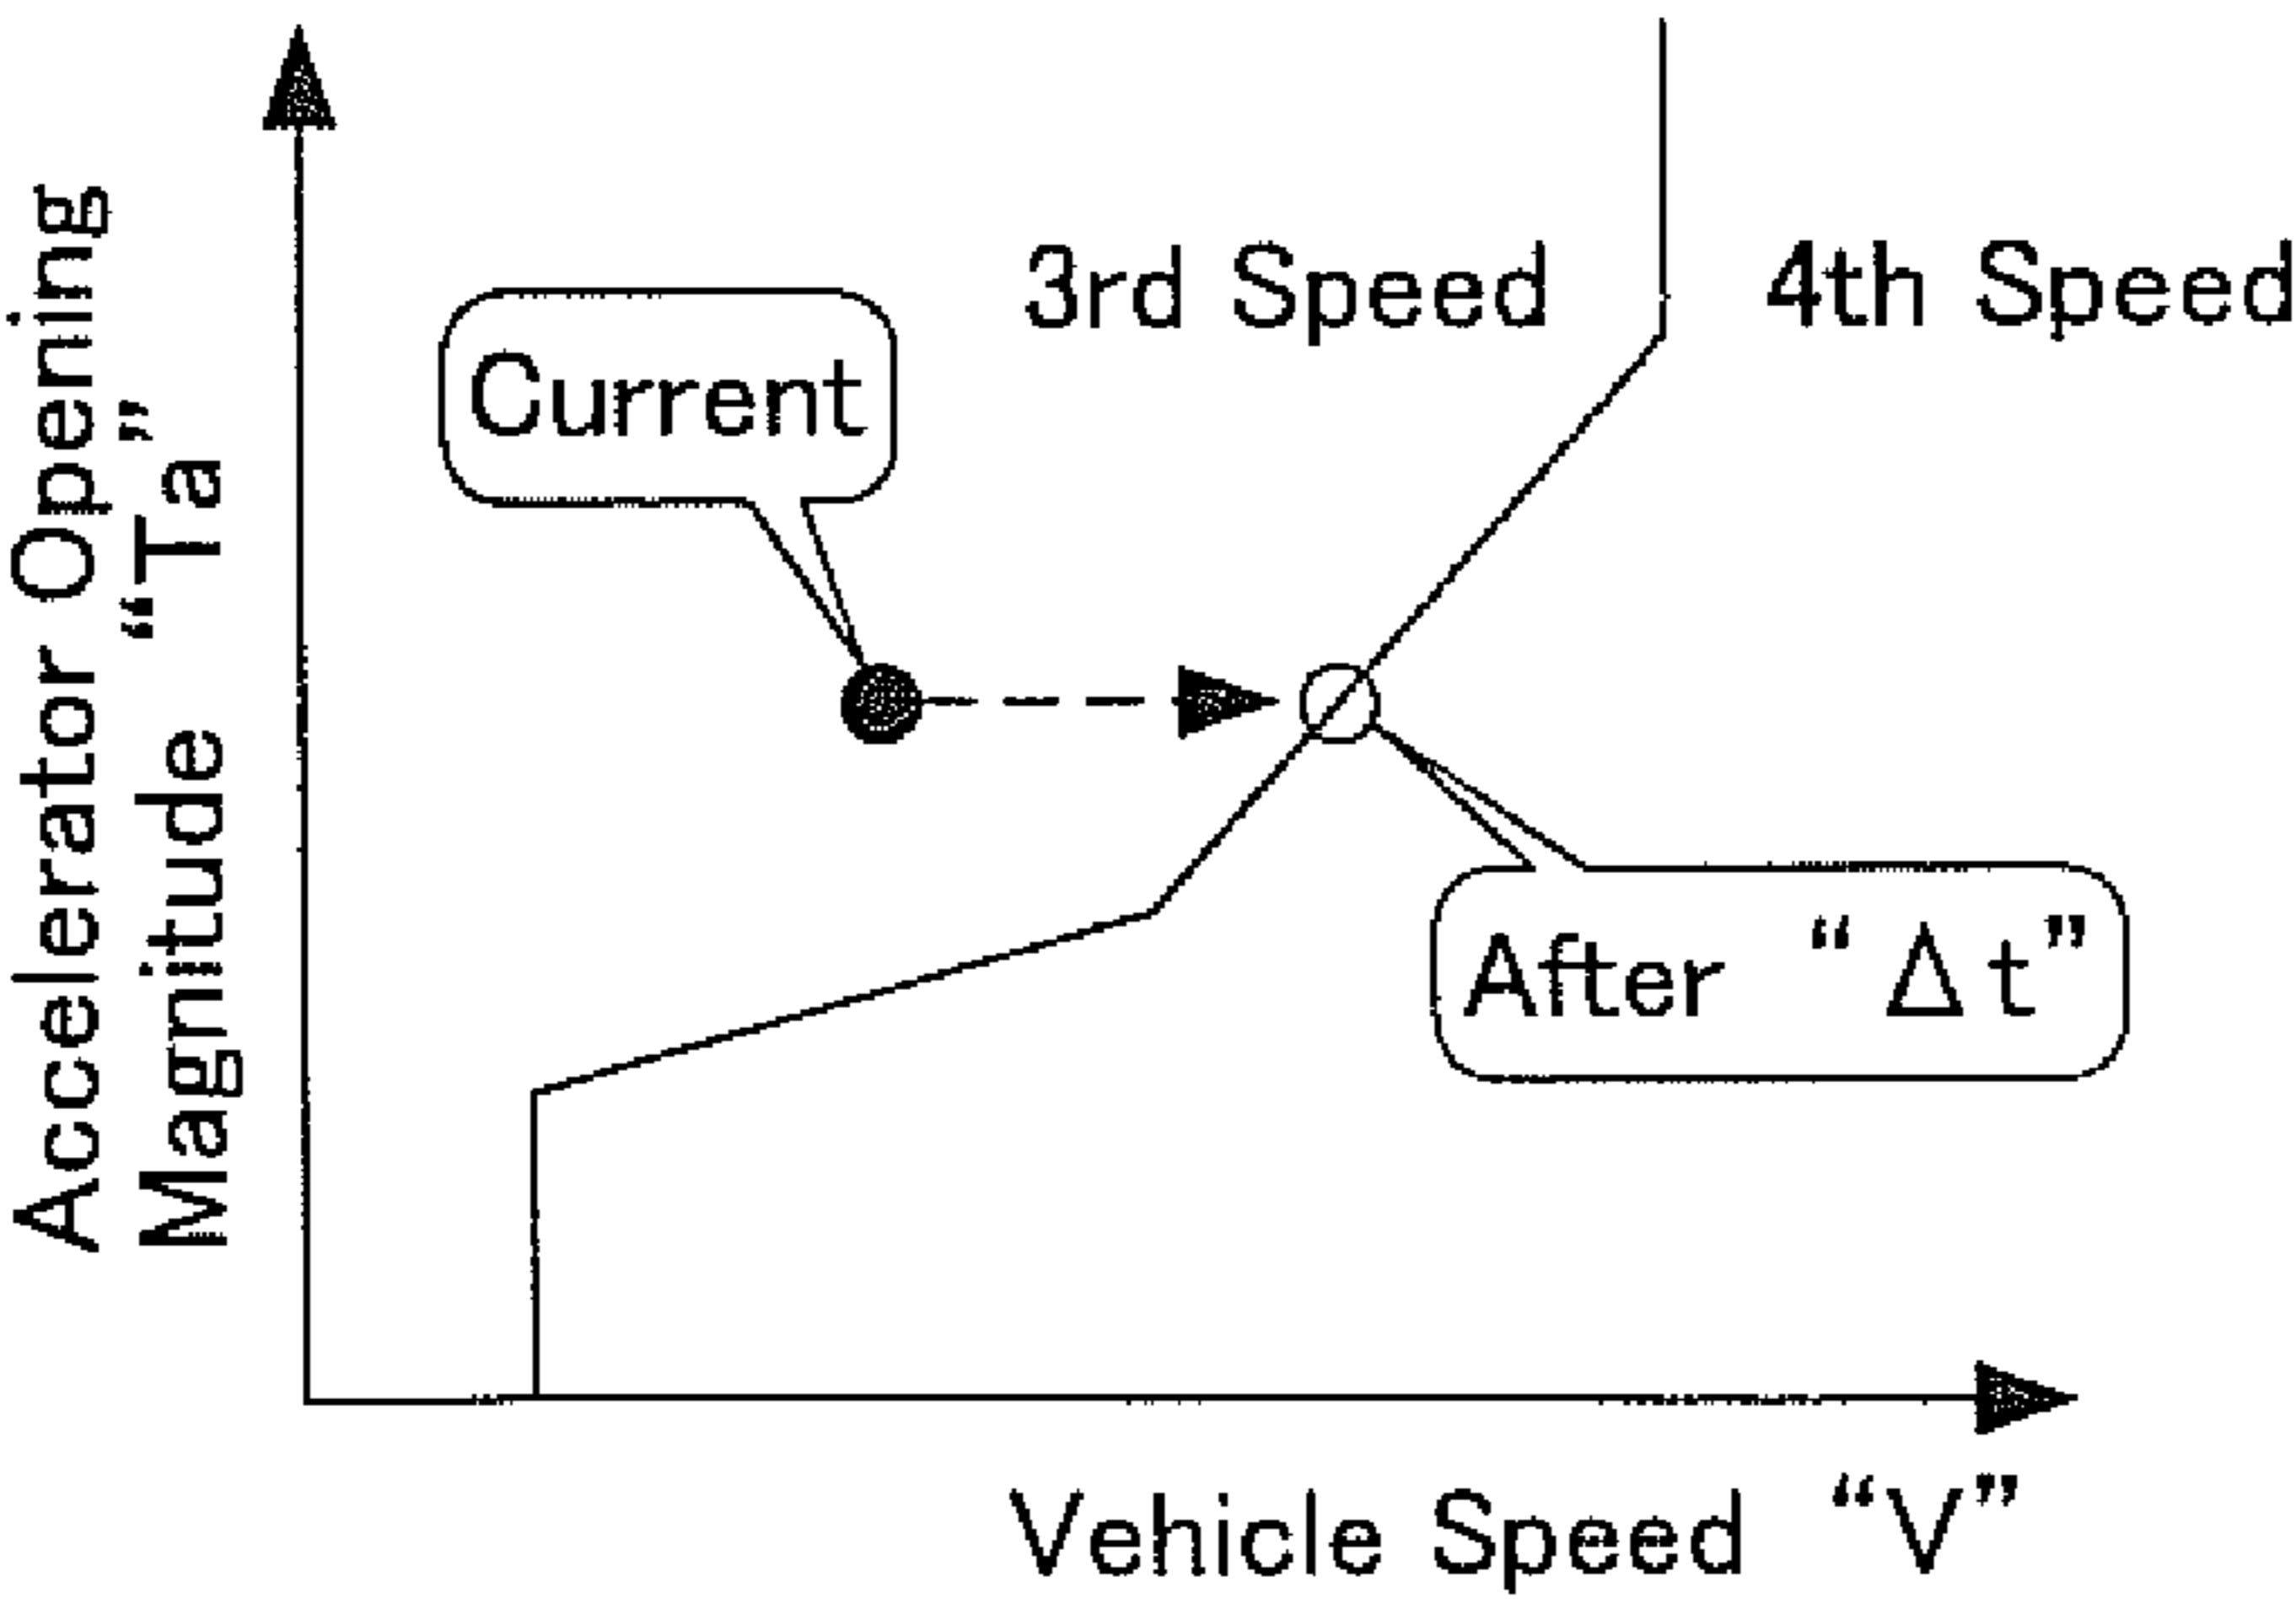 Accelerator Opening
Magnitude “Ta”
Current
3rd Speed
4th Speed
After “Δt”
Vehicle Speed “V”